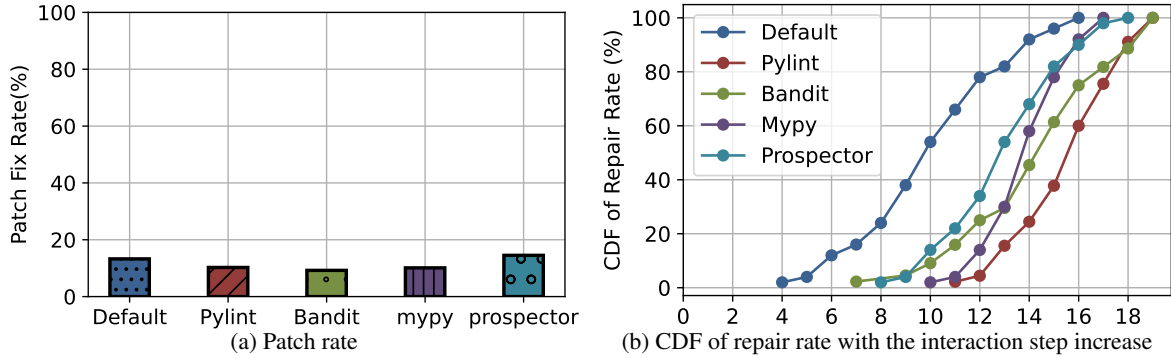 Patch Fix Rate(%)
100
80
60
40
20
0
Default Pylint Bandit mypy prospector
(a) Patch rate
CDF of Repair Rate (%)
100
80
60
40
20
0
Default
Pylint
Bandit
Mypy
Prospector
0 2 4 6 8 10 12 14 16 18
(b) CDF of repair rate with the interaction step increase